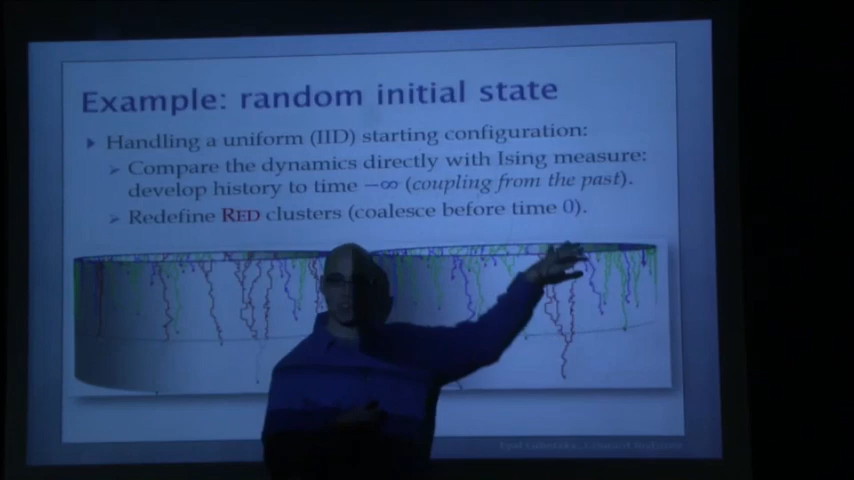 Example: random initial state
Handling a uniform (IID) starting configuration:
Compare the dynamics directly with Ising measure:
develop history to time −∞ (coupling from the past).
Redefine RED clusters (coalesce before time 0).